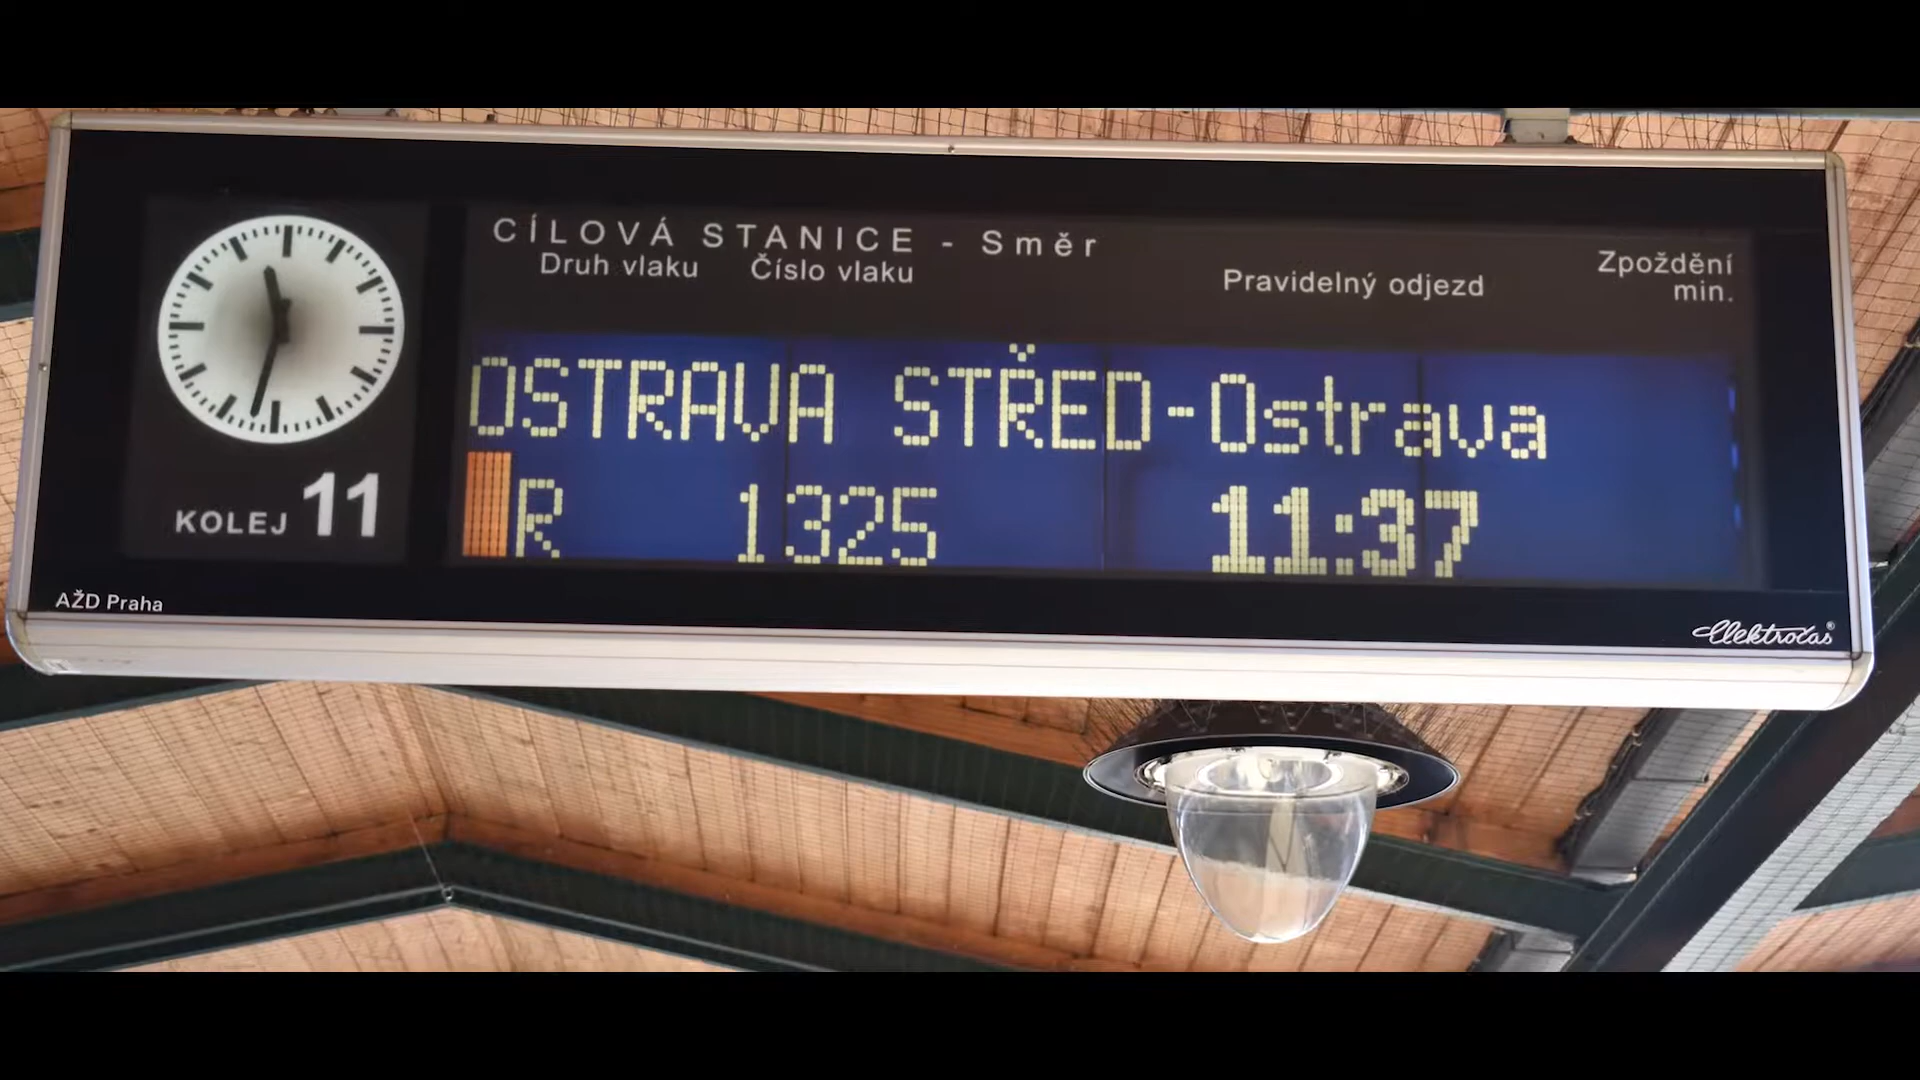 CÍLOVÁ STANICE - Směr
Druh vlaku Číslo vlaku Pravidelný odjezd Zpoždění
min.
OSTRAVA STŘED-Ostrava
R 1325 11:37
KOLEJ 11
AŽD Praha
elektročas®